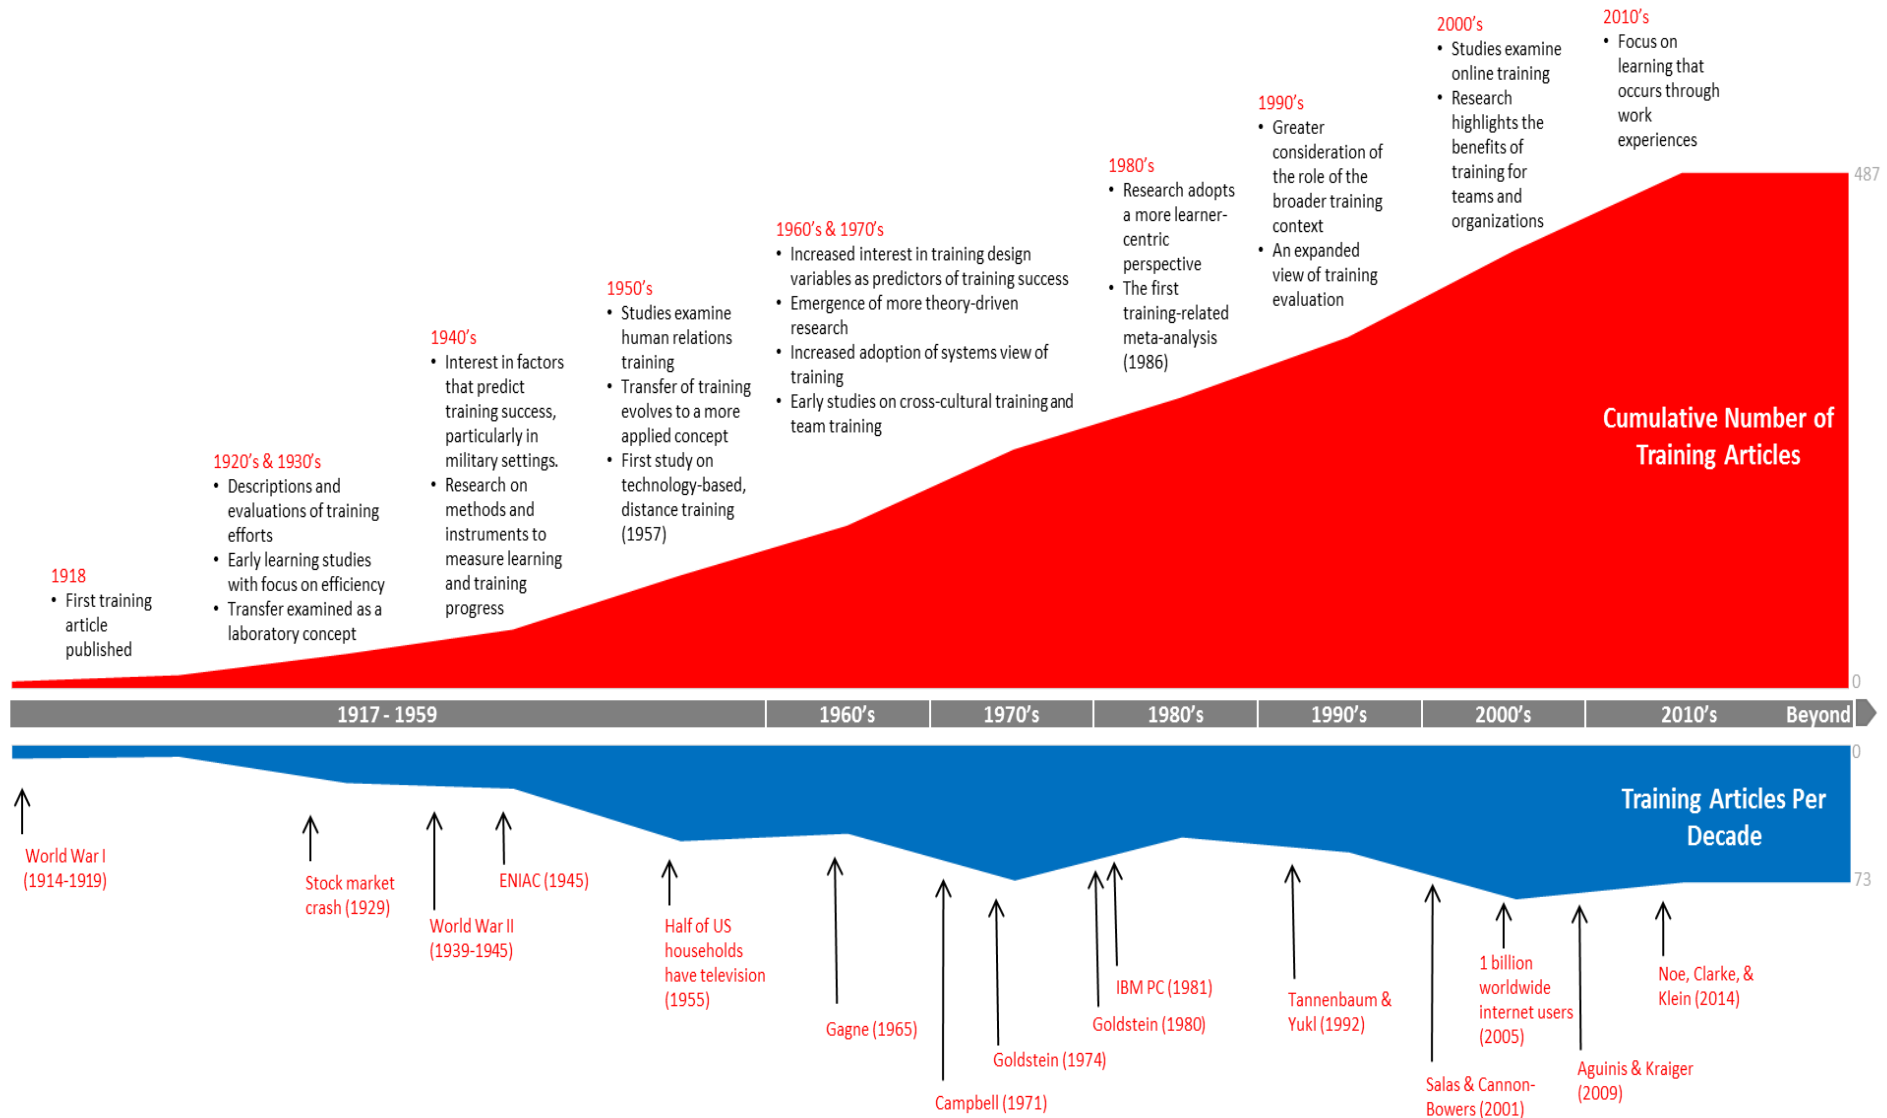 1918
• First training
article
published
1920's & 1930's
• Descriptions and
evaluations of training
efforts
• Early learning studies
with focus on efficiency
• Transfer examined as a
laboratory concept
1940's
• Interest in factors
that predict
training success,
particularly in
military settings.
• Research on
methods and
instruments to
measure learning
and training
progress
1950's
• Studies examine
human relations
training
• Transfer of training
evolves to a more
applied concept
• First study on
technology-based,
distance training
(1957)
1960's & 1970's
• Increased interest in training design
variables as predictors of training success
• Emergence of more theory-driven
research
• Increased adoption of systems view of
training
• Early studies on cross-cultural training and
team training
1980's
• Research adopts
a more learner-
centric
perspective
• The first
training-related
meta-analysis
(1986)
1990's
• Greater
consideration of
the role of the
broader training
context
• An expanded
view of training
evaluation
2000's
• Studies examine
online training
• Research
highlights the
benefits of
training for
teams and
organizations
2010's
• Focus on
learning that
occurs through
work
experiences
487
Cumulative Number of
Training Articles
0
1917 - 1959
1960's
1970's
1980's
1990's
2000's
2010's
Beyond
0
Training Articles Per
Decade
73
World War I
(1914-1919)
Stock market
crash (1929)
World War II
(1939-1945)
ENIAC (1945)
Half of US
households
have television
(1955)
Gagne (1965)
Campbell (1971)
Goldstein (1974)
Goldstein (1980)
IBM PC (1981)
Tannenbaum &
Yukl (1992)
Salas & Cannon-
Bowers (2001)
1 billion
worldwide
internet users
(2005)
Aguinis & Kraiger
(2009)
Noe, Clarke, &
Klein (2014)